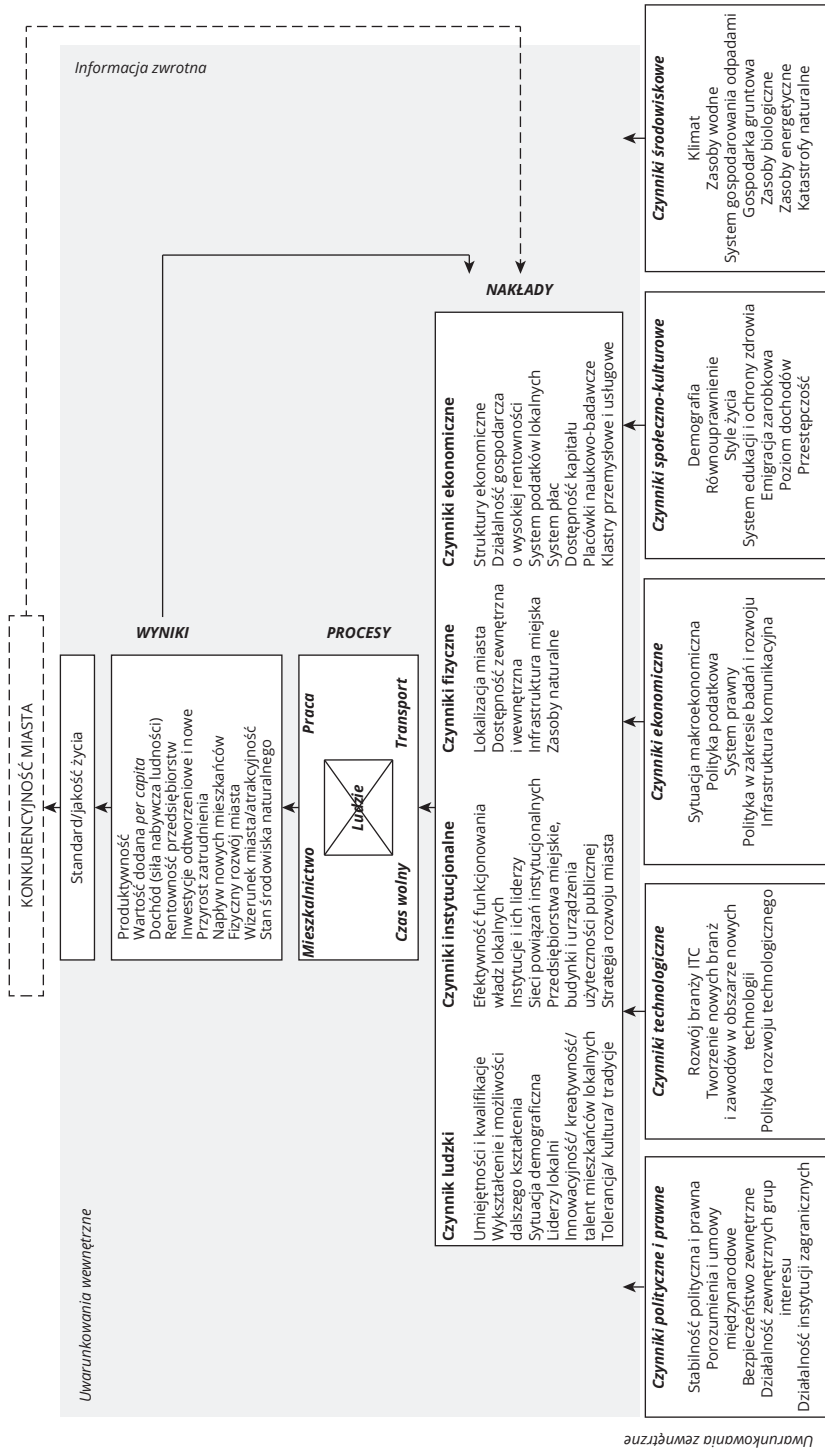 KONKURENCYJNOŚĆ MIASTA
Uwarunkowania wewnętrzne
Informacja zwrotna
Standard/jakość życia
WYNIKI
Produktywność
Wartość dodana per capita
Dochód (siła nabywcza ludności)
Rentowność przedsiębiorstw
Inwestycje odtworzeniowe i nowe
Przyrost zatrudnienia
Napływ nowych mieszkańców
Fizyczny rozwój miasta
Wizerunek miasta/atrakcyjność
Stan środowiska naturalnego
PROCESY
Mieszkalnictwo
Praca
Ludzie
Czas wolny
Transport
NAKŁADY
Czynnik ludzki
Umiejętności i kwalifikacje
Wykształcenie i możliwości
dalszego kształcenia
Sytuacja demograficzna
Liderzy lokalni
Innowacyjność/ kreatywność/
talent mieszkańców lokalnych
Tolerancja/ kultura/ tradycje
Czynniki instytucjonalne
Efektywność funkcjonowania
władz lokalnych
Instytucje i ich liderzy
Sieci powiązań instytucjonalnych
Przedsiębiorstwa miejskie,
budynki i urządzenia
użyteczności publicznej
Strategia rozwoju miasta
Czynniki fizyczne
Lokalizacja miasta
Dostępność zewnętrzna
i wewnętrzna
Infrastruktura miejska
Zasoby naturalne
Czynniki ekonomiczne
Struktury ekonomiczne
Działalność gospodarcza
o wysokiej rentowności
System podatków lokalnych
System płac
Dostępność kapitału
Placówki naukowo-badawcze
Klastry przemysłowe i usługowe
Uwarunkowania zewnętrzne
Czynniki polityczne i prawne
Stabilność polityczna i prawna
Porozumienia i umowy
międzynarodowe
Bezpieczeństwo zewnętrzne
Działalność zewnętrznych grup
interesu
Działalność instytucji zagranicznych
Czynniki technologiczne
Rozwój branży ITC
Tworzenie nowych branż
i zawodów w obszarze nowych
technologii
Polityka rozwoju technologicznego
Czynniki ekonomiczne
Sytuacja makroekonomiczna
Polityka podatkowa
System prawny
Polityka w zakresie badań i rozwoju
Infrastruktura komunikacyjna
Czynniki społeczno-kulturowe
Demografia
Równouprawnienie
Style życia
System edukacji i ochrony zdrowia
Emigracja zarobkowa
Poziom dochodów
Przestępczość
Czynniki środowiskowe
Klimat
Zasoby wodne
System gospodarowania odpadami
Gospodarka gruntowa
Zasoby biologiczne
Zasoby energetyczne
Katastrofy naturalne